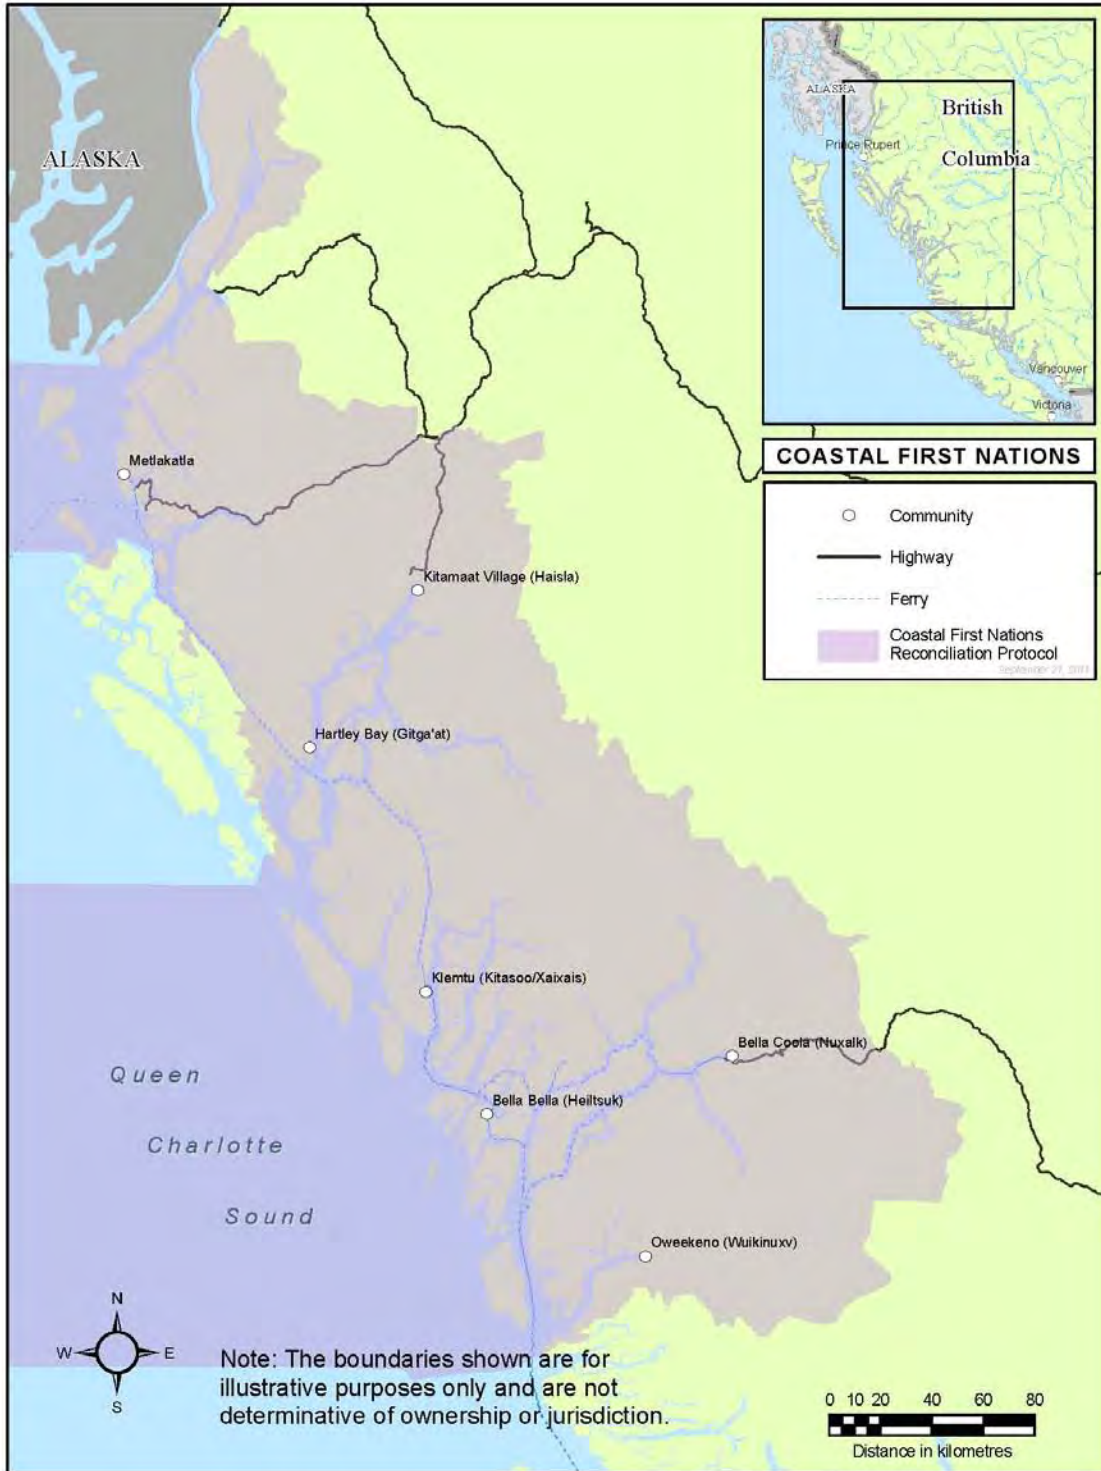 ALASKA
Metlakatla
Kitamaat Village (Haisla)
Hartley Bay (Gitga'at)
Klemtu (Kitasoo/Xaixais)
Bella Coola (Nuxalk)
Bella Bella (Heiltsuk)
Oweekeno (Wuikinuxv)
Queen
Charlotte
Sound
N
W
E
S
Note: The boundaries shown are for
illustrative purposes only and are not
determinative of ownership or jurisdiction.
ALASKA
British
Columbia
Prince Rupert
Vancouver
Victoria
COASTAL FIRST NATIONS
Community
Highway
Ferry
Coastal First Nations
Reconciliation Protocol
September 27, 2011
0 10 20 40 60 80
Distance in kilometres